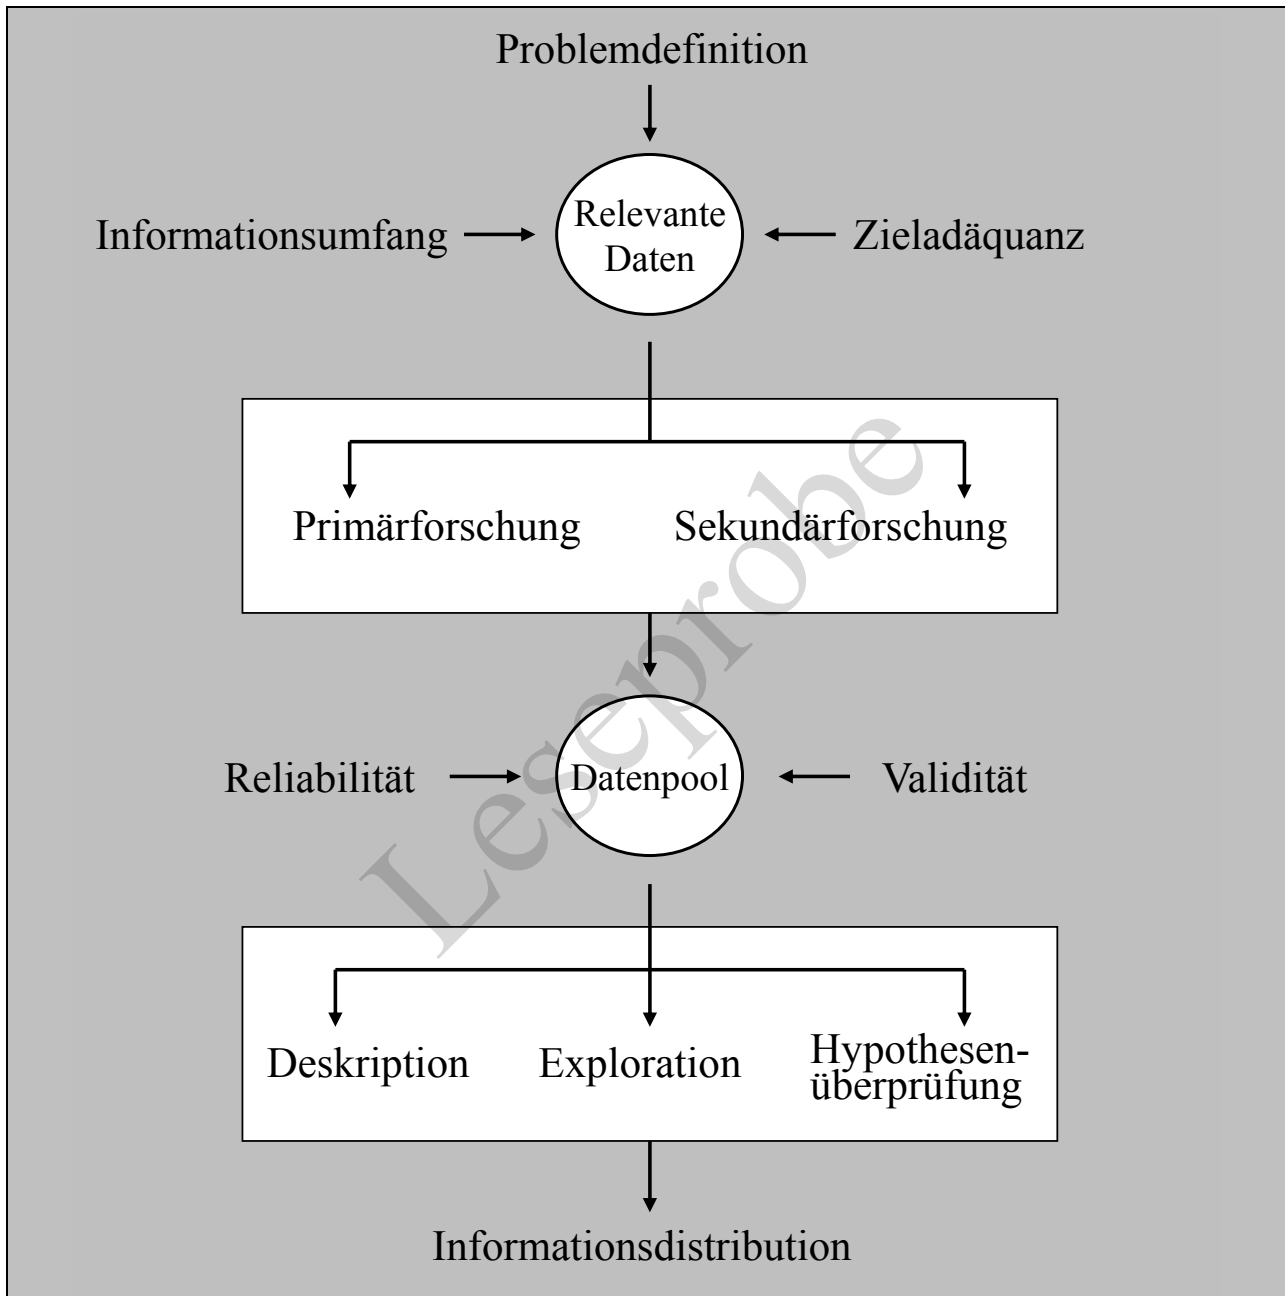 Problemdefinition
Informationsumfang
Relevante
Daten
Zieladäquanz
Primärforschung
Sekundärforschung
Reliabilität
Datenpool
Validität
Deskription
Exploration
Hypothesen-
überprüfung
Informationsdistribution
Leseprobe